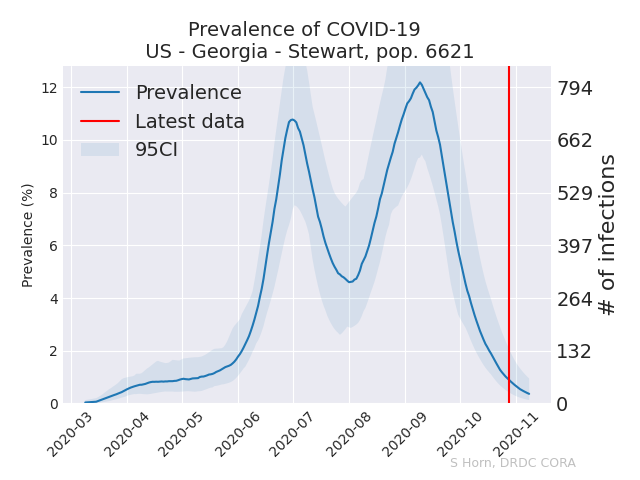 Prevalence of COVID-19
US - Georgia - Stewart, pop. 6621
Prevalence
Latest data
95CI
Prevalence (%)
12
10
8
6
4
2
0
794
662
529
397
264
132
0
# of infections
2020-03
2020-04
2020-05
2020-06
2020-07
2020-08
2020-09
2020-10
2020-11
S Horn, DRDC CORA